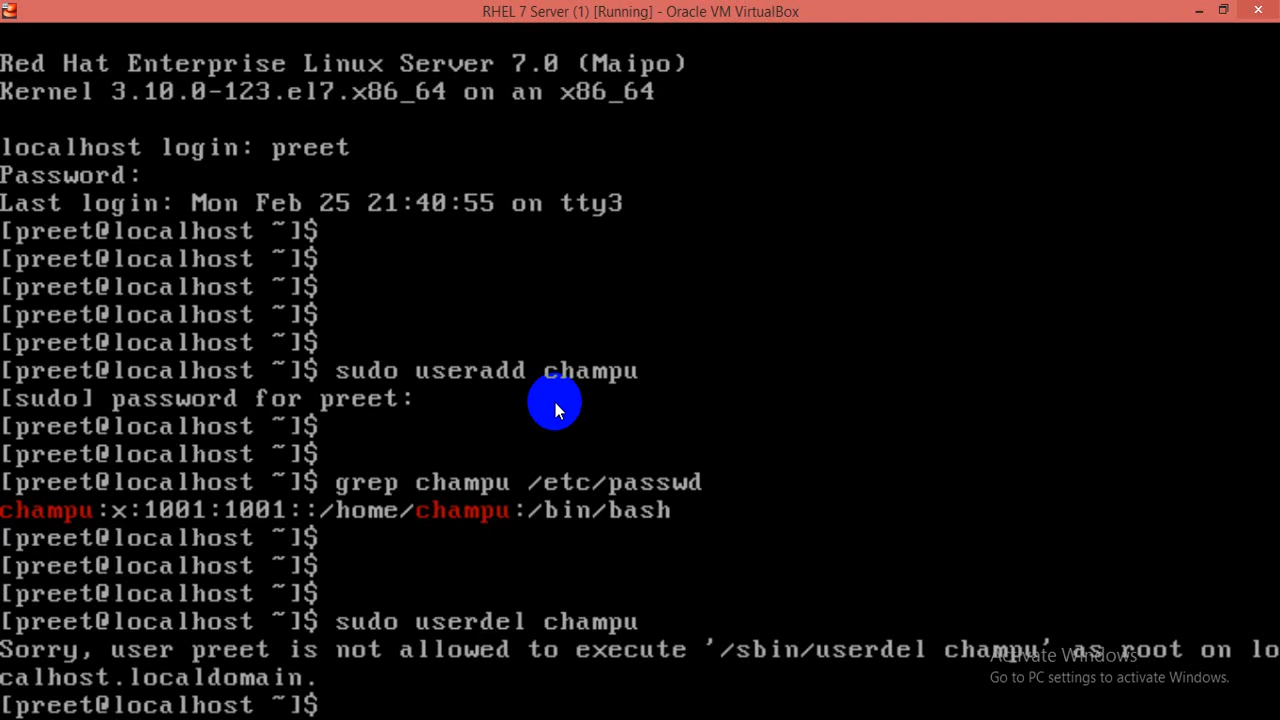 RHEL 7 Server (1) [Running] - Oracle VM VirtualBox
Red Hat Enterprise Linux Server 7.0 (Maipo)
Kernel 3.10.0-123.el7.x86_64 on an x86_64
localhost login: preet
Password:
Last login: Mon Feb 25 21:40:55 on tty3
[preet@localhost ~]$
[preet@localhost ~]$
[preet@localhost ~]$
[preet@localhost ~]$
[preet@localhost ~]$
[preet@localhost ~]$ sudo useradd champu
[sudo] password for preet:
[preet@localhost ~]$
[preet@localhost ~]$
[preet@localhost ~]$ grep champu /etc/passwd
champu:x:1001:1001::/home/champu:/bin/bash
[preet@localhost ~]$
[preet@localhost ~]$
[preet@localhost ~]$
[preet@localhost ~]$ sudo userdel champu
Sorry, user preet is not allowed to execute '/sbin/userdel champu' as root on lo
calhost.localdomain.
[preet@localhost ~]$
Activate Windows
Go to PC settings to activate Windows.